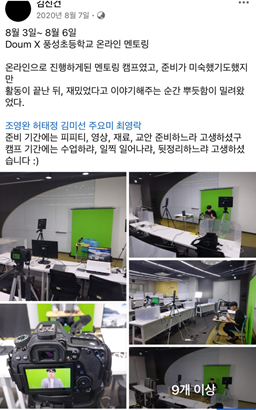 김진건
2020년 8월 7일 ·
8월 3일~ 8월 6일
Doum X 풍성초등학교 온라인 멘토링
온라인으로 진행하게된 멘토링 캠프였고, 준비가 미숙했기도했지
만
활동이 끝난 뒤, 재밌었다고 이야기해주는 순간 뿌듯함이 밀려왔
었다.
조영완 허태정 김미선 주요미 최영락
준비 기간에는 피피티, 영상, 재료, 교안 준비하느라 고생하셨구
캠프 기간에는 수업하랴, 일찍 일어나랴, 뒷정리하느랴 고생하셨
습니다 :)
9개 이상